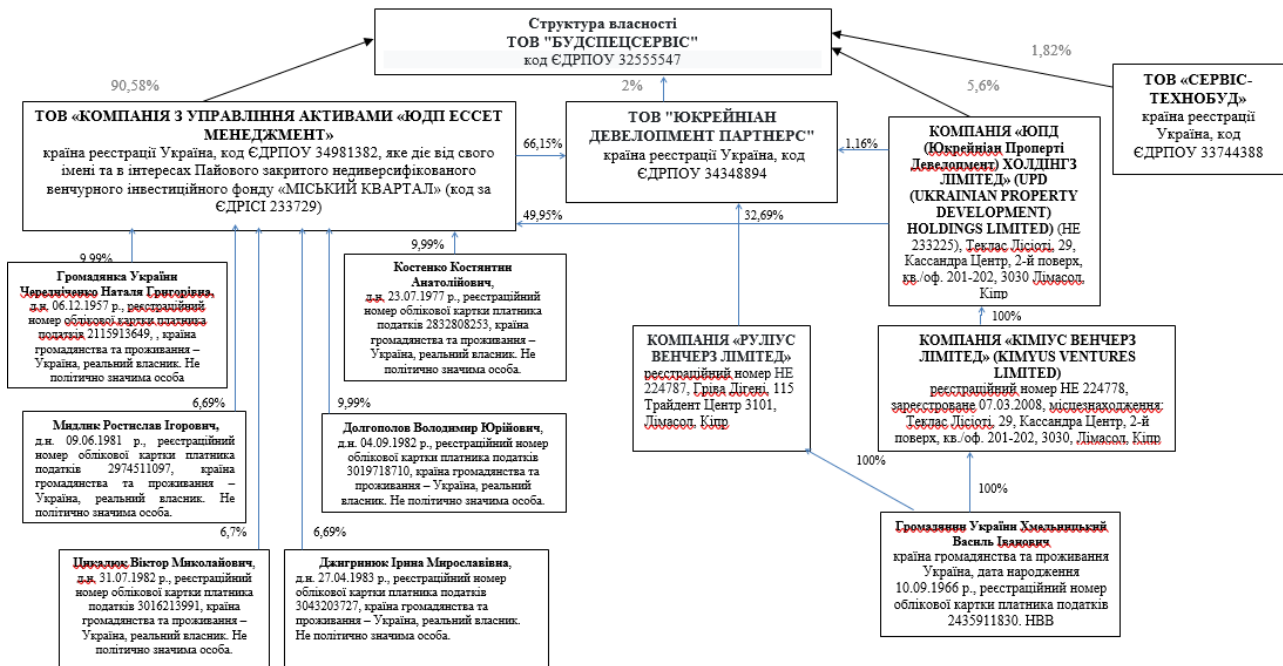 Структура власності
ТОВ "БУДСПЕЦСЕРВІС"
код ЄДРПОУ 32555547
1,82%
90,58%
2%
5,6%
ТОВ «СЕРВІС-
ТЕХНОБУД»
країна реєстрації
Україна, код
ЄДРПОУ 33744388
ТОВ «КОМПАНІЯ З УПРАВЛІННЯ АКТИВАМИ «ЮДП ЕССЕТ
МЕНЕДЖМЕНТ»
країна реєстрації Україна, код ЄДРПОУ 34981382, яке діє від свого
імені та в інтересах Пайового закритого недиверсифікованого
венчурного інвестиційного фонду «МІСЬКИЙ КВАРТАЛ» (код за
ЄДРІСІ 233729)
66,15%
ТОВ "ЮКРЕЙНІАН
ДЕВЕЛОПМЕНТ ПАРТНЕРС"
країна реєстрації Україна, код
ЄДРПОУ 34348894
1,16%
КОМПАНІЯ «ЮПД
(Юкрейніан Проперті
Девелопмент) ХОЛДІНГЗ
ЛІМІТЕД» (UPD
(UKRAINIAN PROPERTY
DEVELOPMENT)
HOLDINGS LIMITED) (НЕ
233225), Теклас Лісіоті, 29,
Кассандра Центр, 2-й поверх,
кв./оф. 201-202, 3030 Лімасол,
Кіпр
49,95%
32,69%
9,99%
Громадянка України
Чередніченко Наталя Григорівна,
д.н. 06.12.1957 р., реєстраційний
номер облікової картки платника
податків 2115913649, , країна
громадянства та проживання –
Україна, реальний власник. Не
політично значима особа
9,99%
Костенко Костянтин
Анатолійович,
д.н. 23.07.1977 р., реєстраційний
номер облікової картки платника
податків 2832808253, країна
громадянства та проживання –
Україна, реальний власник. Не
політично значима особа.
100%
КОМПАНІЯ «РУЛІУС
ВЕНЧЕРЗ ЛІМІТЕД»
реєстраційний номер НЕ
224787, Гріва Дігені, 115
Трайдент Центр 3101,
Лімасол, Кіпр
КОМПАНІЯ «КІМІУС ВЕНЧЕРЗ
ЛІМІТЕД» (KIMYUS VENTURES
LIMITED)
реєстраційний номер НЕ 224778,
зареєстроване 07.03.2008, місцезнаходження:
Теклас Лісіоті, 29, Кассандра Центр, 2-й
поверх, кв./оф. 201-202, 3030, Лімасол, Кіпр
6,69%
Мидлик Ростислав Ігорович,
д.н. 09.06.1981 р., реєстраційний
номер облікової картки платника
податків 2974511097, країна
громадянства та проживання –
Україна, реальний власник. Не
політично значима особа.
9,99%
Долгополов Володимир Юрійович,
д.н. 04.09.1982 р., реєстраційний номер
облікової картки платника податків
3019718710, країна громадянства та
проживання – Україна, реальний
власник. Не політично значима особа.
100%
100%
6,7%
Цикалюк Віктор Миколайович,
д.н. 31.07.1982 р., реєстраційний
номер облікової картки платника
податків 3016213991, країна
громадянства та проживання –
Україна, реальний власник. Не
політично значима особа.
6,69%
Джигринюк Ірина Мирославівна,
д.н. 27.04.1983 р., реєстраційний номер
облікової картки платника податків
3043203727, країна громадянства та
проживання – Україна, реальний власник.
Не політично значима особа.
Громадянин України Хмельницький
Василь Іванович
країна громадянства та проживання
Україна, дата народження
10.09.1966 р., реєстраційний номер
облікової картки платника податків
2435911830. НВВ